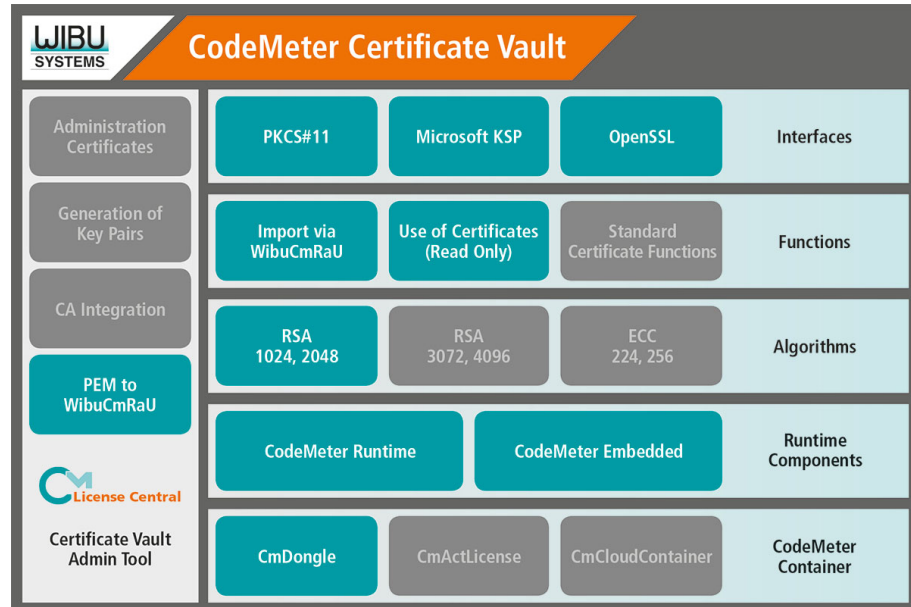 WIBU
SYSTEMS
CodeMeter Certificate Vault
Administration
Certificates
Generation of
Key Pairs
CA Integration
PEM to
WibuCmRaU
CM
License Central
Certificate Vault
Admin Tool
PKCS#11
Microsoft KSP
OpenSSL
Interfaces
Import via
WibuCmRaU
Use of Certificates
(Read Only)
Standard
Certificate Functions
Functions
RSA
1024, 2048
RSA
3072, 4096
ECC
224, 256
Algorithms
CodeMeter Runtime
CodeMeter Embedded
Runtime
Components
CmDongle
CmActLicense
CmCloudContainer
CodeMeter
Container